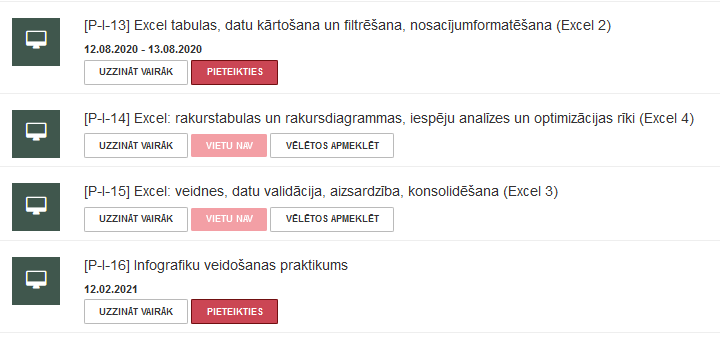 [P-I-13] Excel tabulas, datu kārtošana un filtrēšana, nosacījumformatēšana (Excel 2)
12.08.2020 - 13.08.2020
UZZINĀT VAIRĀK PIETEIKTIES
[P-I-14] Excel: rakurstabulas un rakursdiagrammas, iespēju analīzes un optimizācijas rīki (Excel 4)
UZZINĀT VAIRĀK VIETU NAV VĒLĒTOS APMEKLĒT
[P-I-15] Excel: veidnes, datu validācija, aizsardzība, konsolidēšana (Excel 3)
UZZINĀT VAIRĀK VIETU NAV VĒLĒTOS APMEKLĒT
[P-I-16] Infografiku veidošanas praktikums
12.02.2021
UZZINĀT VAIRĀK PIETEIKTIES